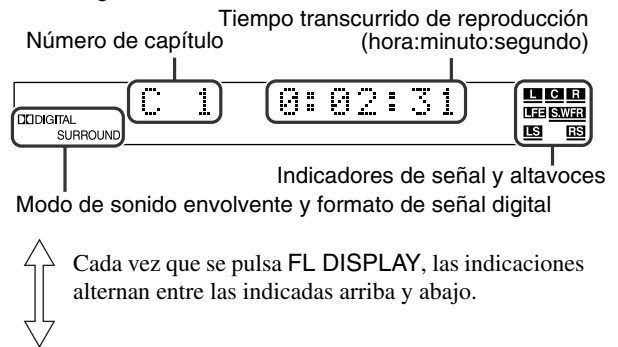 Tiempo transcurrido de reproducción
Número de capítulo
(hora:minuto:segundo)
C 1
0:02:31
L C R
LFE S.WFR
LS RS
DIGITAL
SURROUND
Indicadores de señal y altavoces
Modo de sonido envolvente y formato de señal digital
Cada vez que se pulsa FL DISPLAY, las indicaciones
alternan entre las indicadas arriba y abajo.